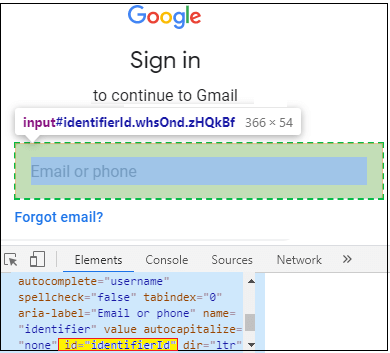 Google
Sign in
to continue to Gmail
input#identifierId.whsOnd.zHQkBf 366 × 54
Email or phone
Forgot email?
Elements Console Sources Network »
autocomplete="username"
spellcheck="false" tabindex="0"
aria-label="Email or phone" name=
"identifier" value autocapitalize=
"none" id="identifierId" dir="ltr"